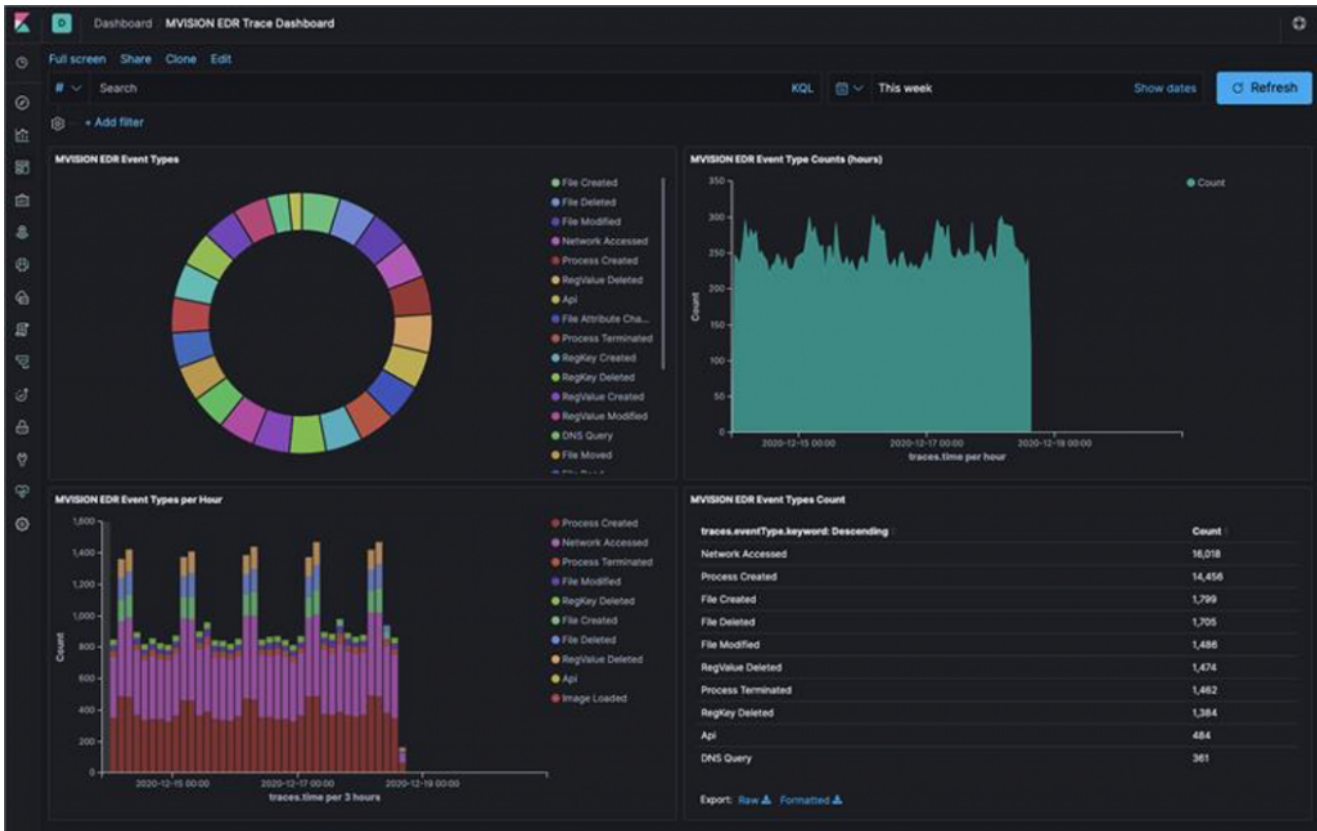 D Dashboard MVISION EDR Trace Dashboard
Full screen Share Clone Edit
# Search KQL This week Show dates Refresh
+ Add filter
MVISION EDR Event Types
File Created
File Deleted
File Modified
Network Accessed
Process Created
RegValue Deleted
Api
File Attribute Cha...
Process Terminated
RegKey Created
RegKey Deleted
RegValue Created
RegValue Modified
DNS Query
File Moved
MVISION EDR Event Type Counts (hours)
Count
350
300
250
200
150
100
50
0
Count
2020-12-15 00:00 2020-12-17 00:00 2020-12-19 00:00
traces.time per hour
MVISION EDR Event Types per Hour
1,600
1,400
1,200
1,000
800
600
400
200
0
Count
2020-12-15 00:00 2020-12-17 00:00 2020-12-19 00:00
traces.time per 3 hours
Process Created
Network Accessed
Process Terminated
File Modified
RegKey Deleted
File Created
File Deleted
RegValue Deleted
Api
Image Loaded
MVISION EDR Event Types Count
traces.eventType.keyword: Descending Count
Network Accessed 16,018
Process Created 14,456
File Created 1,799
File Deleted 1,705
File Modified 1,486
RegValue Deleted 1,474
Process Terminated 1,462
RegKey Deleted 1,384
Api 484
DNS Query 361
Export: Raw Formatted